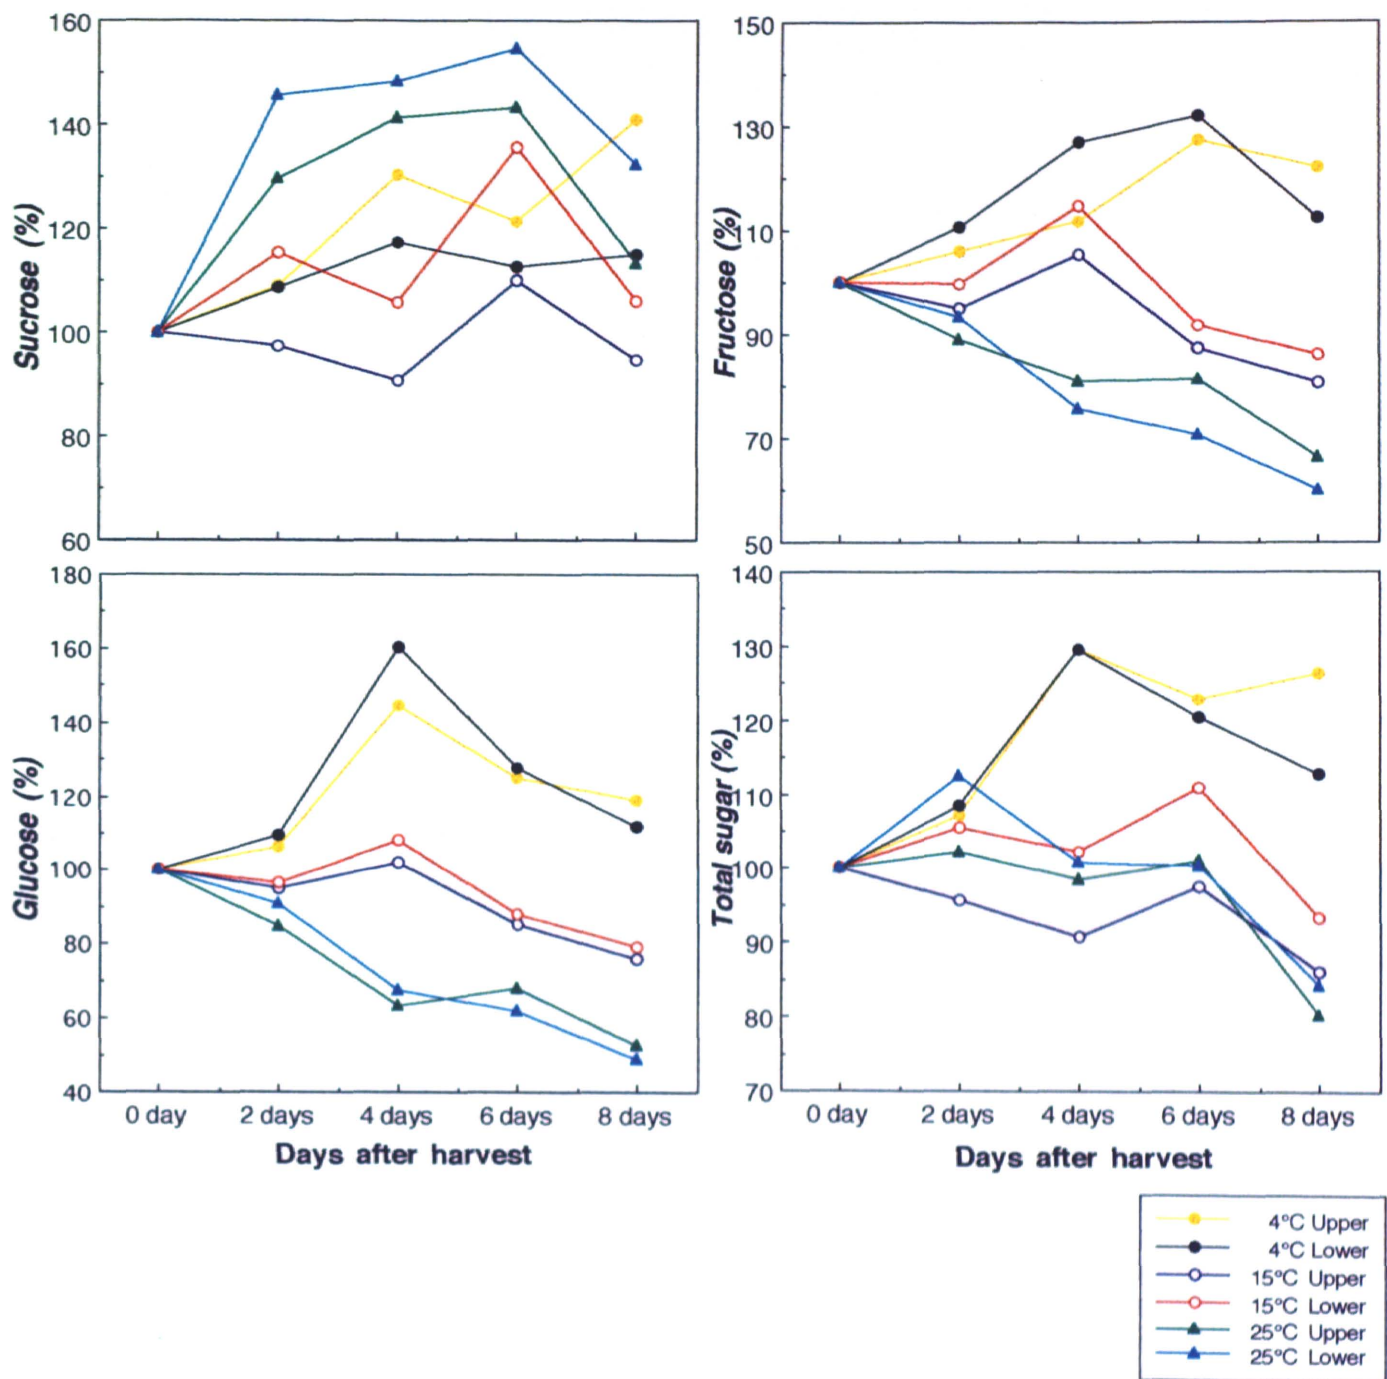 160
140
120
100
80
60
Sucrose (%)
150
130
110
90
70
50
Fructose (%)
180
160
140
120
100
80
60
40
Glucose (%)
0 day 2 days 4 days 6 days 8 days
Days after harvest
140
130
120
110
100
90
80
70
Total sugar (%)
0 day 2 days 4 days 6 days 8 days
Days after harvest
4°C Upper
4°C Lower
15°C Upper
15°C Lower
25°C Upper
25°C Lower